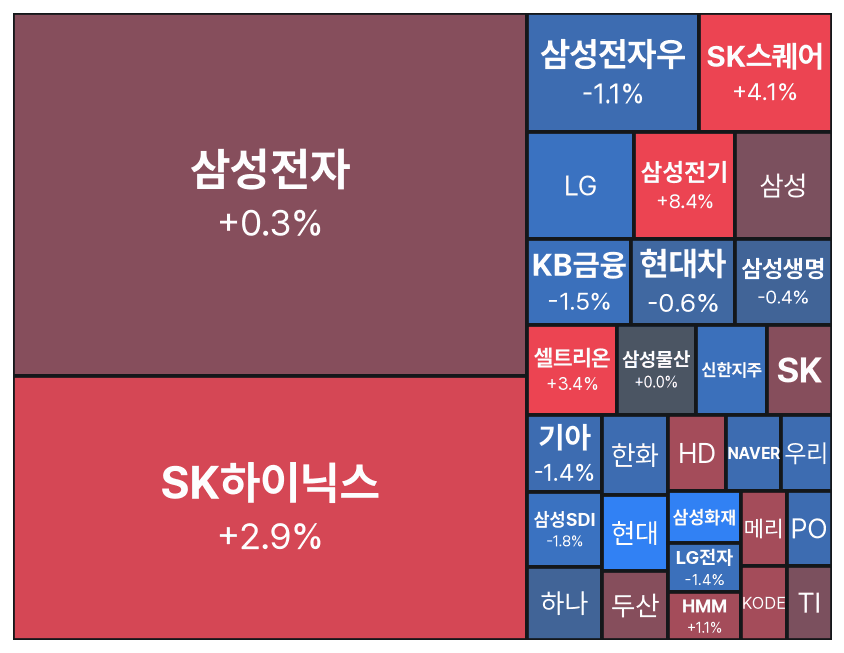 삼성전자
+0.3%
SK하이닉스
+2.9%
삼성전자우
-1.1%
SK스퀘어
+4.1%
LG
삼성전기
+8.4%
삼성
KB금융
-1.5%
현대차
-0.6%
삼성생명
-0.4%
셀트리온
+3.4%
삼성물산
+0.0%
신한지주
SK
기아
-1.4%
한화
HD
NAVER
우리
삼성SDI
-1.8%
현대
삼성화재
메리
PO
LG전자
-1.4%
하나
두산
HMM
+1.1%
KODE
TI